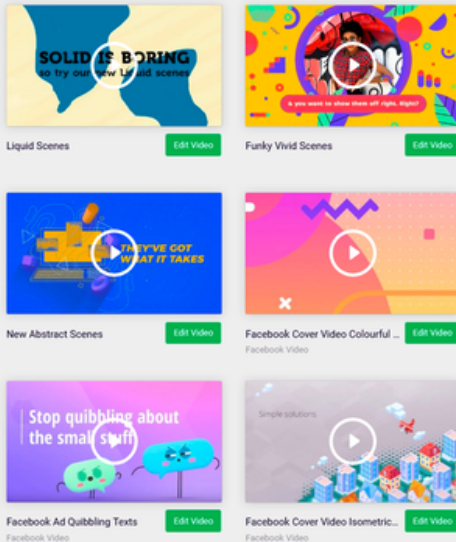 SOLID IS BORING
so try our new Liquid scenes
is you want to show them off right, Right?
Liquid Scenes
Edit Video
Funky Vivid Scenes
Edit Video
THEY'VE GOT
WHAT IT TAKES
New Abstract Scenes
Edit Video
Facebook Cover Video Colourful ...
Edit Video
Facebook Video
Stop quibbling about
the small stuff
Simple solutions
Facebook Ad Quibbling Texts
Edit Video
Facebook Cover Video Isometric...
Edit Video
Facebook Video
Facebook Video